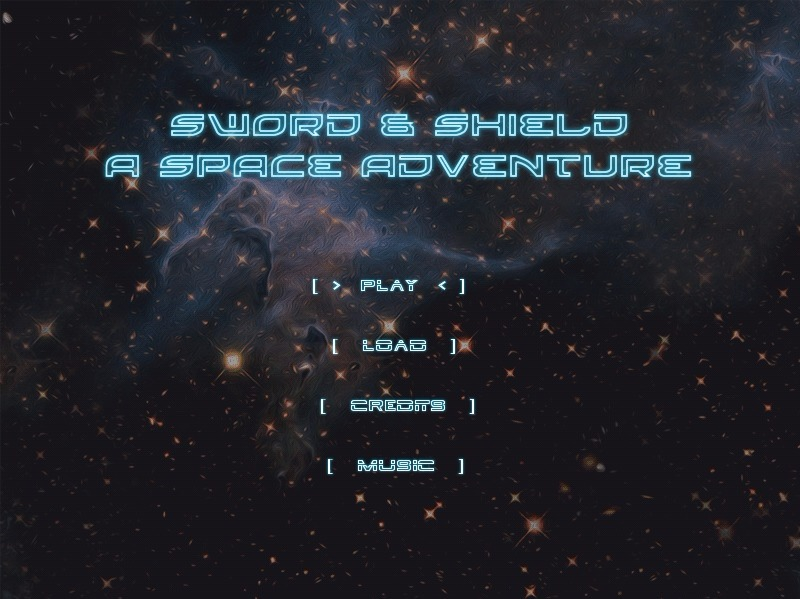 SWORD & SHIELD
A SPACE ADVENTURE
[ > PLAY < ]
[ LOAD ]
[ CREDITS ]
[ MUSIC ]